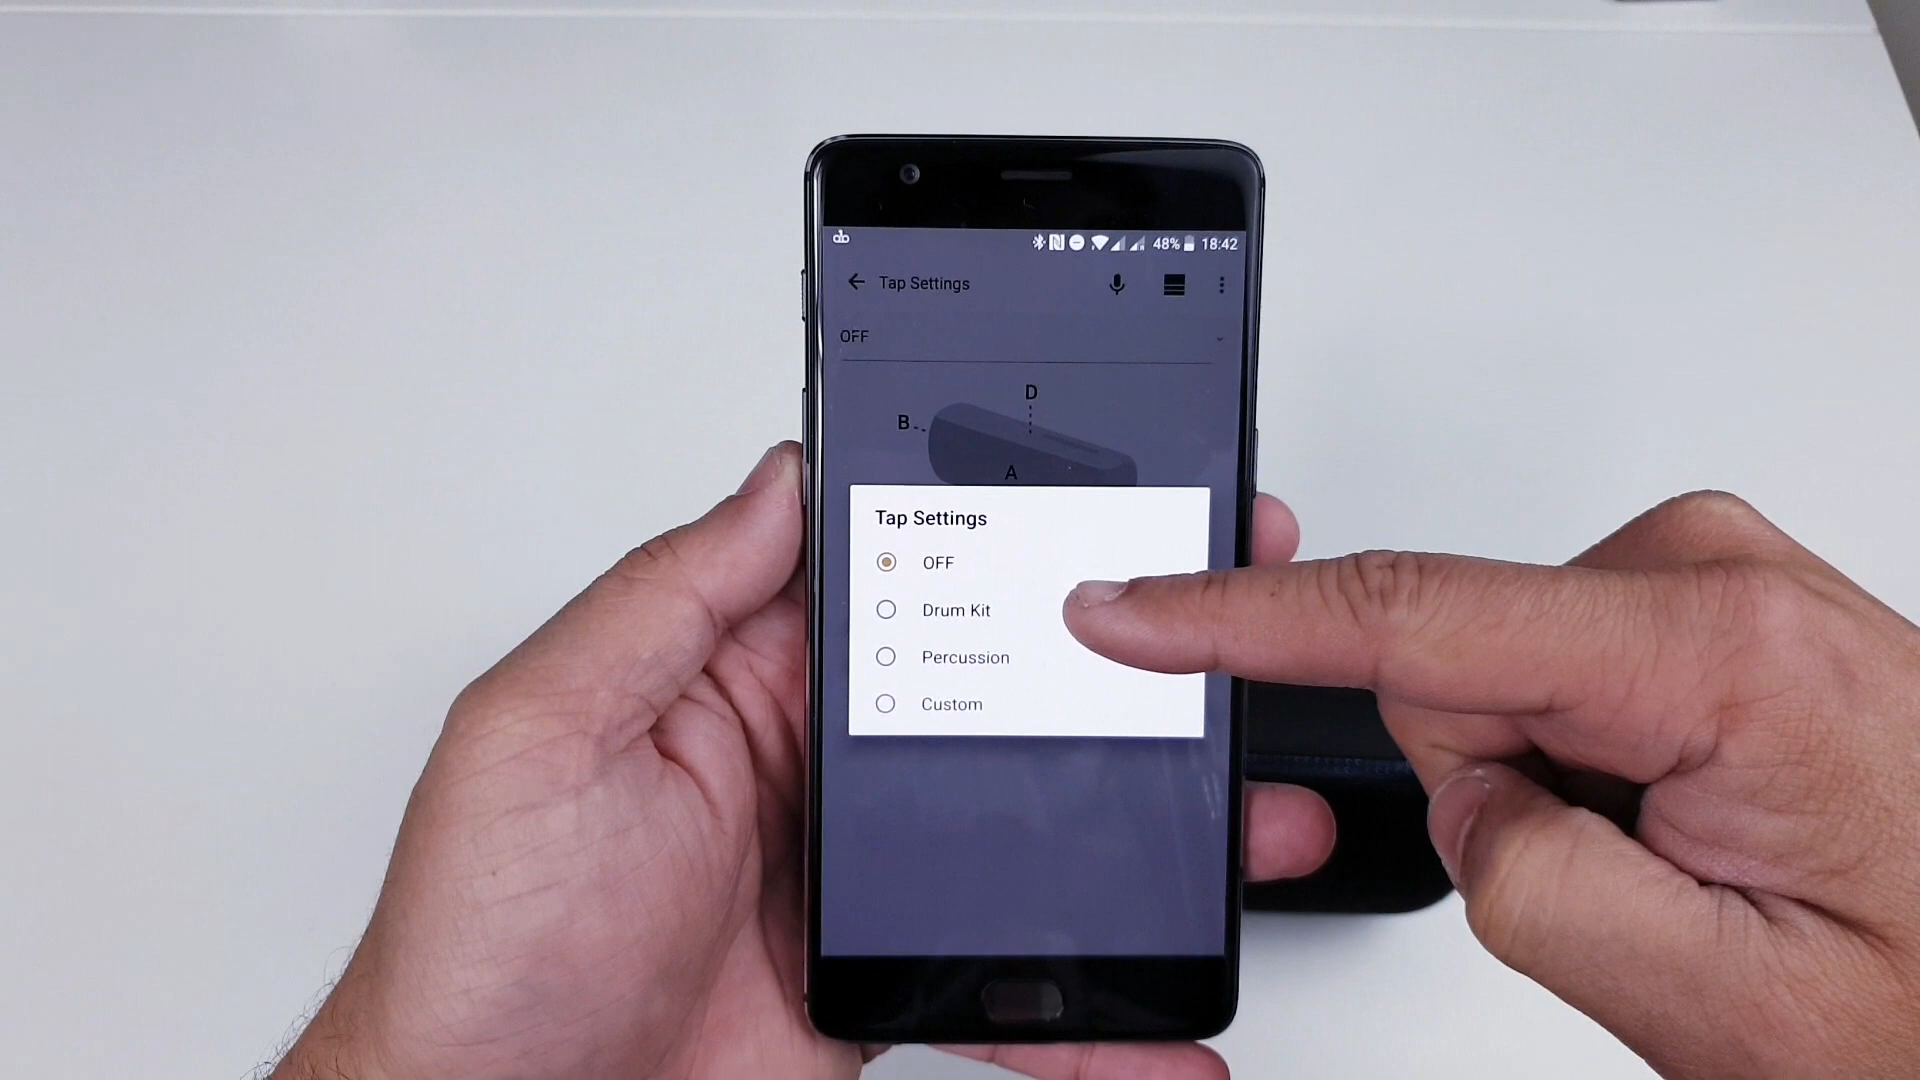 48% 18:42
Tap Settings
OFF
D
B
A
Tap Settings
OFF
Drum Kit
Percussion
Custom